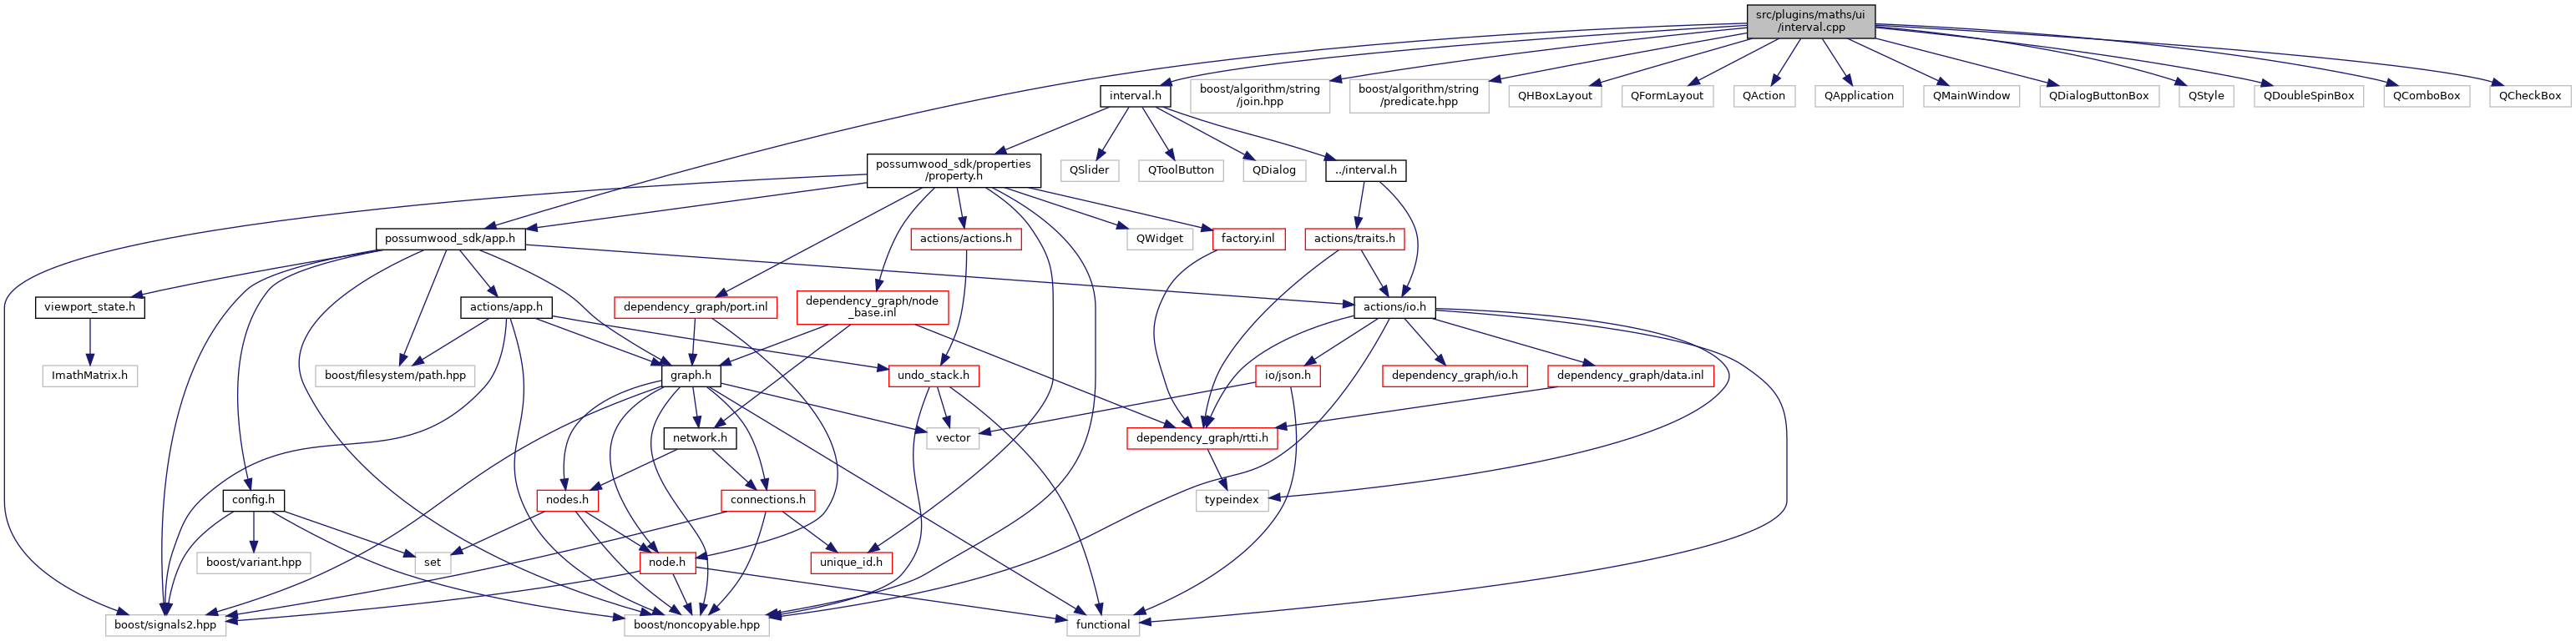 src/plugins/maths/ui
/interval.cpp
interval.h
boost/algorithm/string
/join.hpp
boost/algorithm/string
/predicate.hpp
QHBoxLayout
QFormLayout
QAction
QApplication
QMainWindow
QDialogButtonBox
QStyle
QDoubleSpinBox
QComboBox
QCheckBox
possumwood_sdk/properties
/property.h
QSlider
QToolButton
QDialog
../interval.h
possumwood_sdk/app.h
actions/actions.h
QWidget
factory.inl
actions/traits.h
viewport_state.h
actions/app.h
dependency_graph/port.inl
dependency_graph/node
_base.inl
actions/io.h
ImathMatrix.h
boost/filesystem/path.hpp
graph.h
undo_stack.h
io/json.h
dependency_graph/io.h
dependency_graph/data.inl
network.h
vector
dependency_graph/rtti.h
config.h
nodes.h
connections.h
typeindex
boost/variant.hpp
set
node.h
unique_id.h
boost/signals2.hpp
boost/noncopyable.hpp
functional